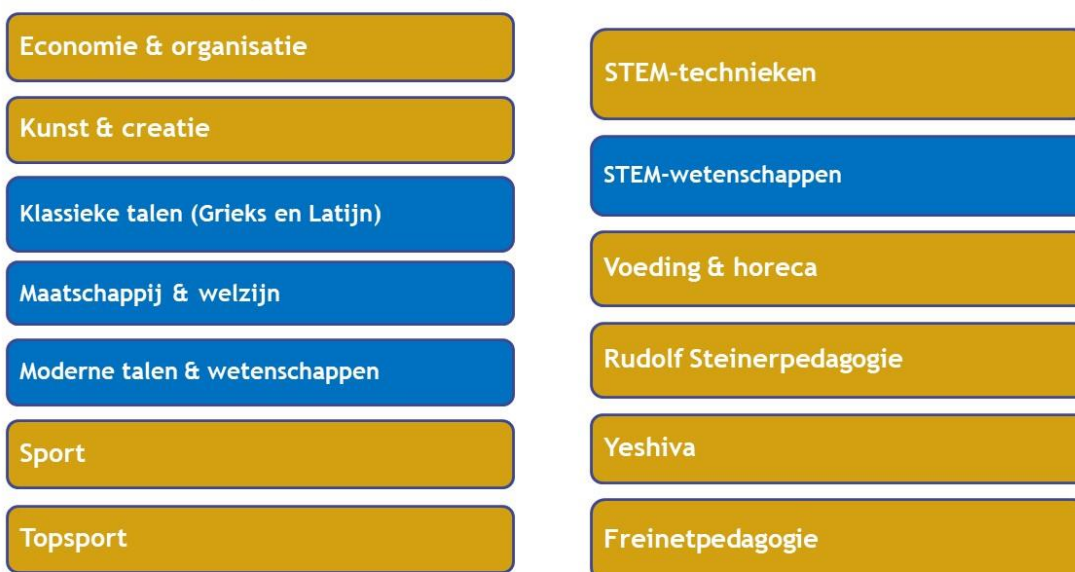 Economie & organisatie
Kunst & creatie
Klassieke talen (Grieks en Latijn)
Maatschappij & welzijn
Moderne talen & wetenschappen
Sport
Topsport
STEM-technieken
STEM-wetenschappen
Voeding & horeca
Rudolf Steinerpedagogie
Yeshiva
Freinetpedagogie